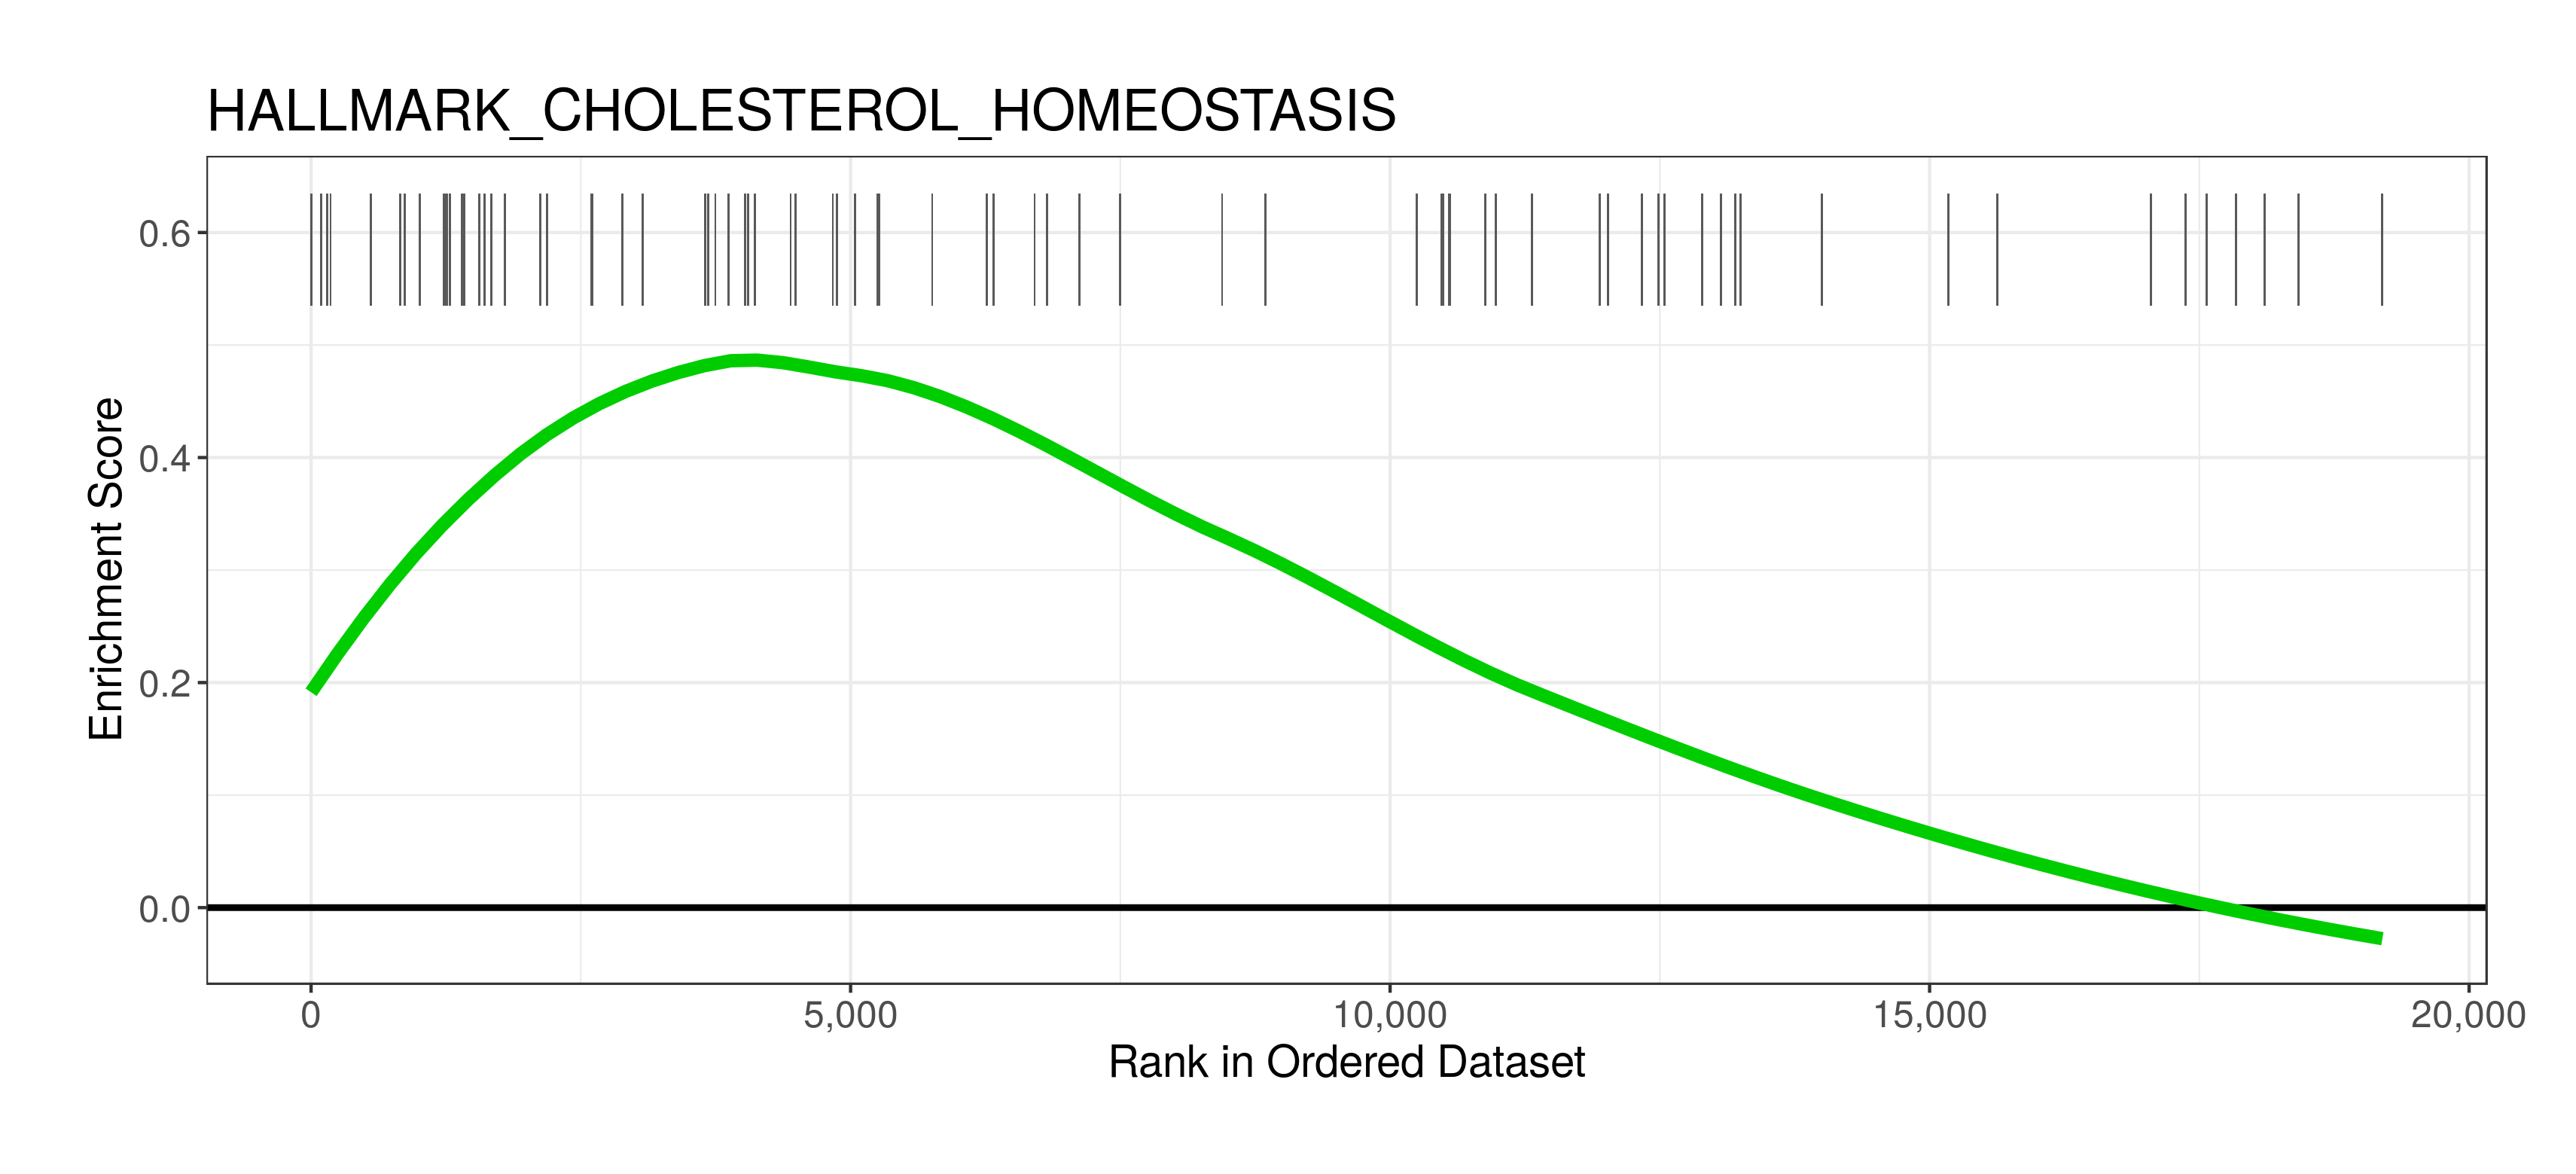 HALLMARK_CHOLESTEROL_HOMEOSTASIS
Enrichment Score
0.6
0.4
0.2
0.0
0 5,000 10,000 15,000 20,000
Rank in Ordered Dataset